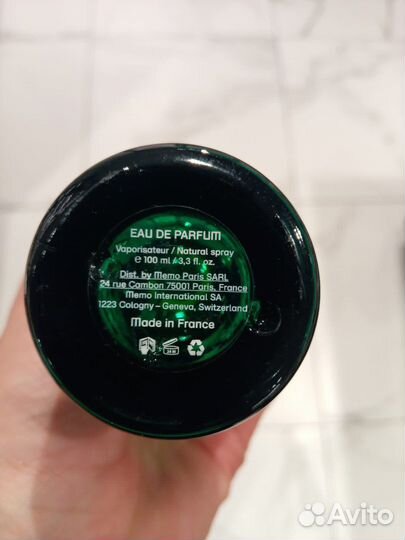 EAU DE PARFUM
Vaporisateur / Natural spray
℮ 100 ml / 3,3 fl. oz.
Dist. by Memo Paris SARL
24 rue Cambon 75001 Paris, France
Memo International SA
1223 Cologny – Geneva, Switzerland
Made in France
Avito